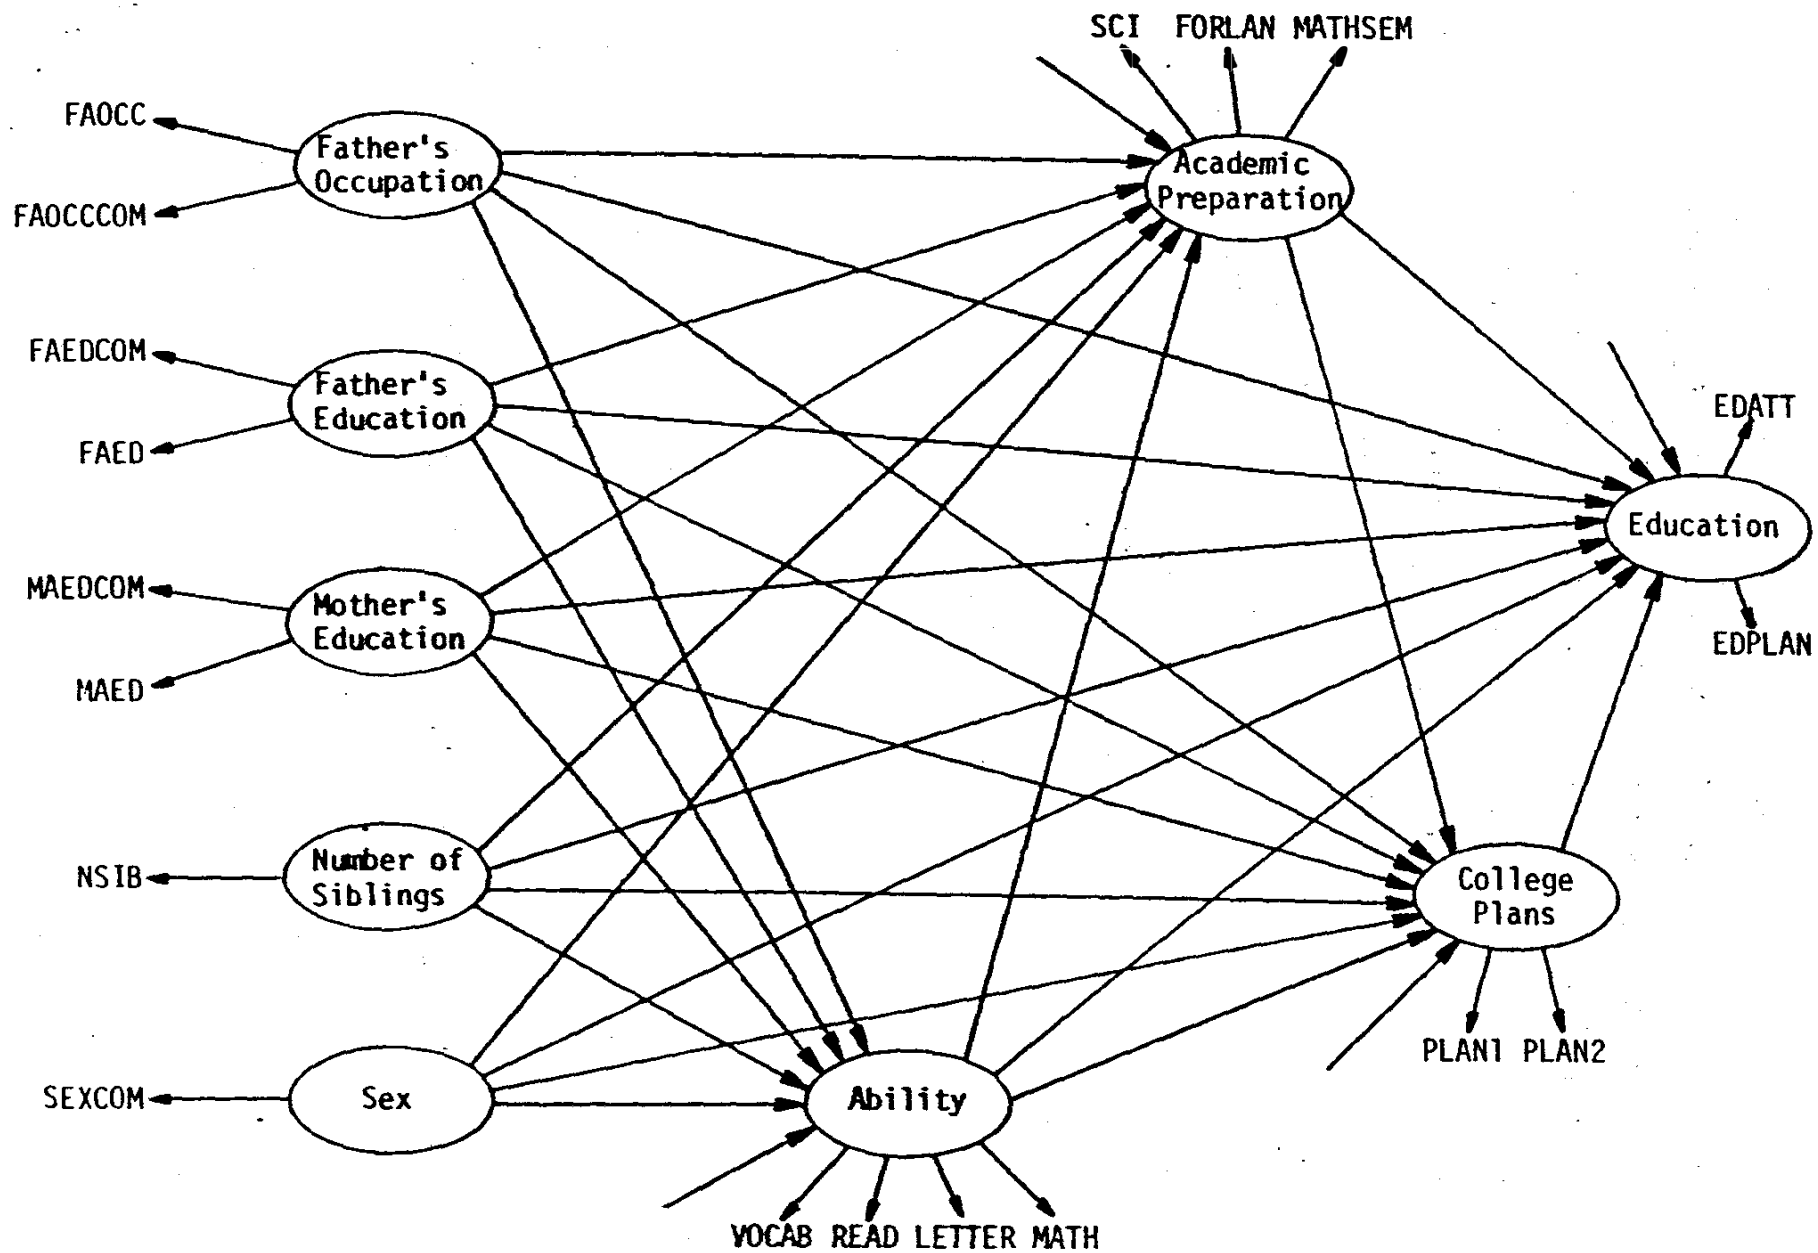 SCI FORLAN MATHSEM
FAOCC
Father's
Occupation
FAOCCCOM
Academic
Preparation
FAEDCOM
Father's
Education
FAED
EDATT
Education
EDPLAN
MAEDCOM
Mother's
Education
MAED
NSIB
Number of
Siblings
College
Plans
PLAN1 PLAN2
SEXCOM
Sex
Ability
VOCAB READ LETTER MATH